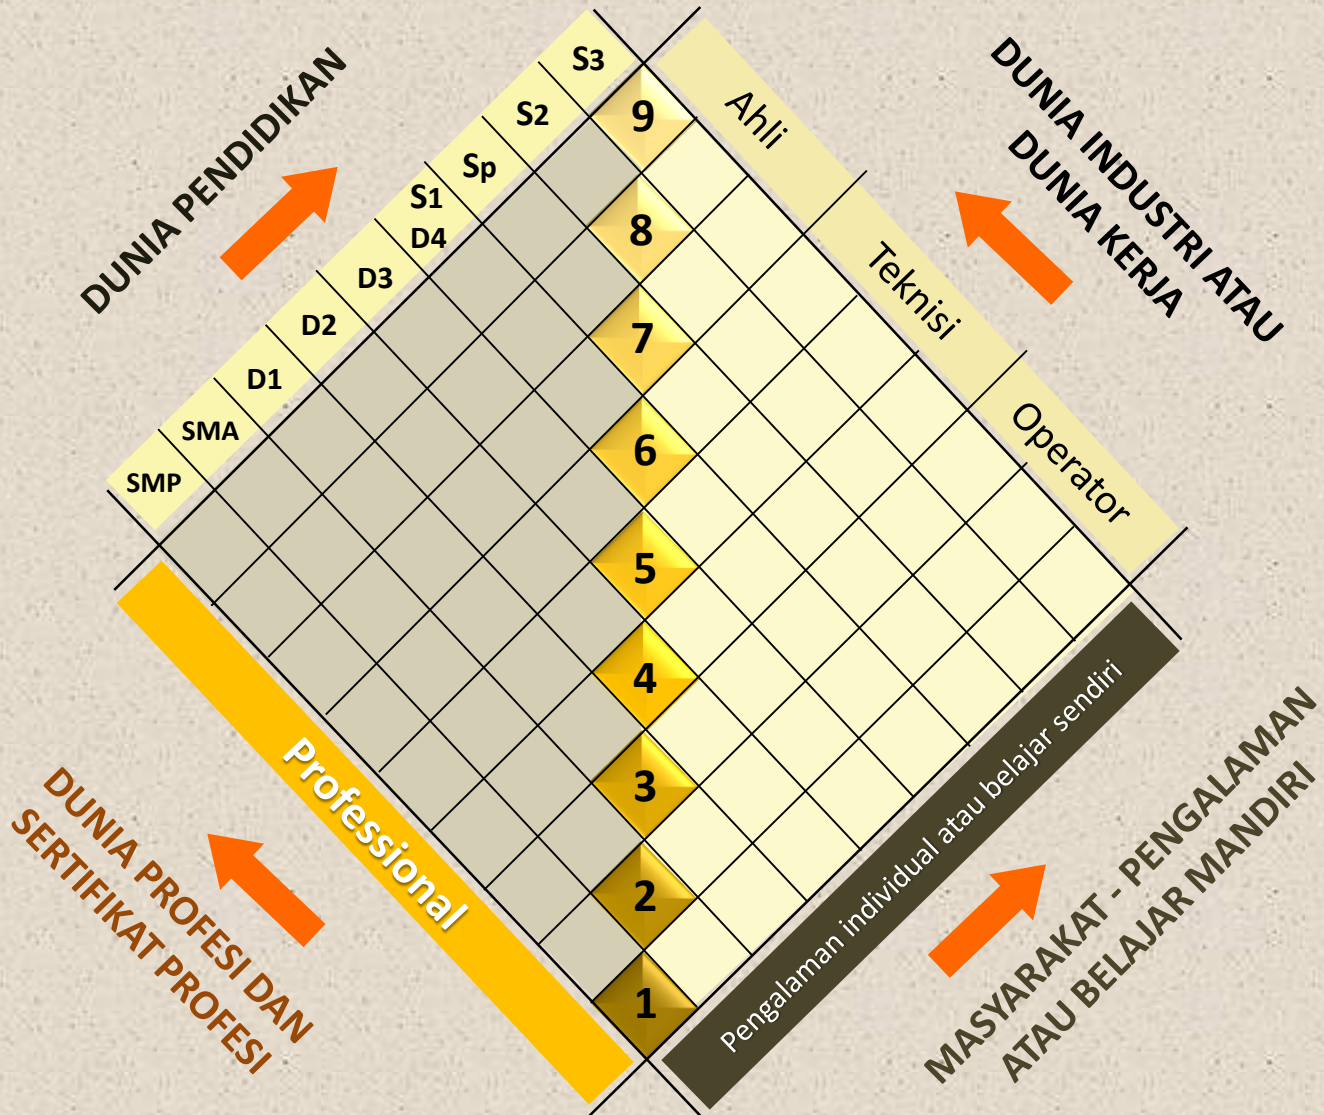 DUNIA PENDIDIKAN
S3
S2
Sp
S1
D4
D3
D2
D1
SMA
SMP
Ahli
Teknisi
Operator
DUNIA INDUSTRI ATAU
DUNIA KERJA
9
8
7
6
5
4
3
2
1
Professional
DUNIA PROFESI DAN
SERTIFIKAT PROFESI
Pengalaman individual atau belajar sendiri
MASYARAKAT - PENGALAMAN
ATAU BELAJAR MANDIRI